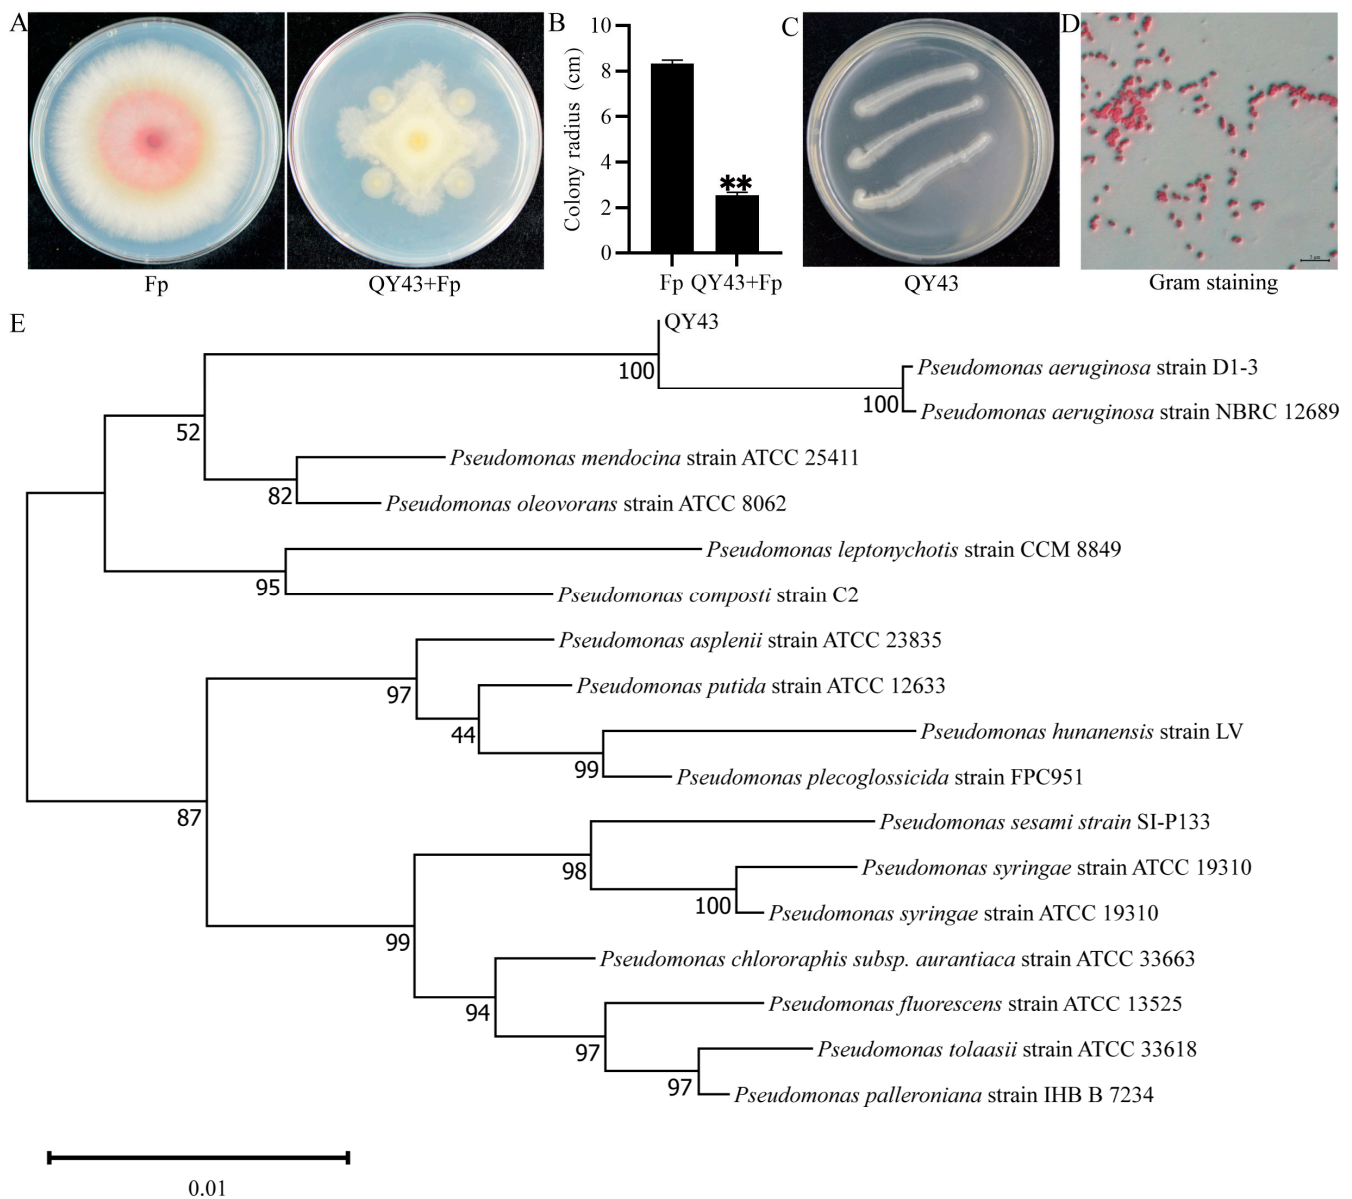 A
B
C
D
10
8
6
4
2
0
Colony radius (cm)
**
Fp
QY43+Fp
Fp QY43+Fp
QY43
Gram staining
E
QY43
100
Pseudomonas aeruginosa strain D1-3
100
Pseudomonas aeruginosa strain NBRC 12689
52
Pseudomonas mendocina strain ATCC 25411
82
Pseudomonas oleovorans strain ATCC 8062
Pseudomonas leptonychotis strain CCM 8849
95
Pseudomonas composti strain C2
Pseudomonas asplenii strain ATCC 23835
97
Pseudomonas putida strain ATCC 12633
44
Pseudomonas hunanensis strain LV
99
Pseudomonas plecoglossicida strain FPC951
87
Pseudomonas sesami strain SI-P133
98
Pseudomonas syringae strain ATCC 19310
100
Pseudomonas syringae strain ATCC 19310
99
Pseudomonas chlororaphis subsp. aurantiaca strain ATCC 33663
94
Pseudomonas fluorescens strain ATCC 13525
97
Pseudomonas tolaasii strain ATCC 33618
97
Pseudomonas palleroniana strain IHB B 7234
0.01